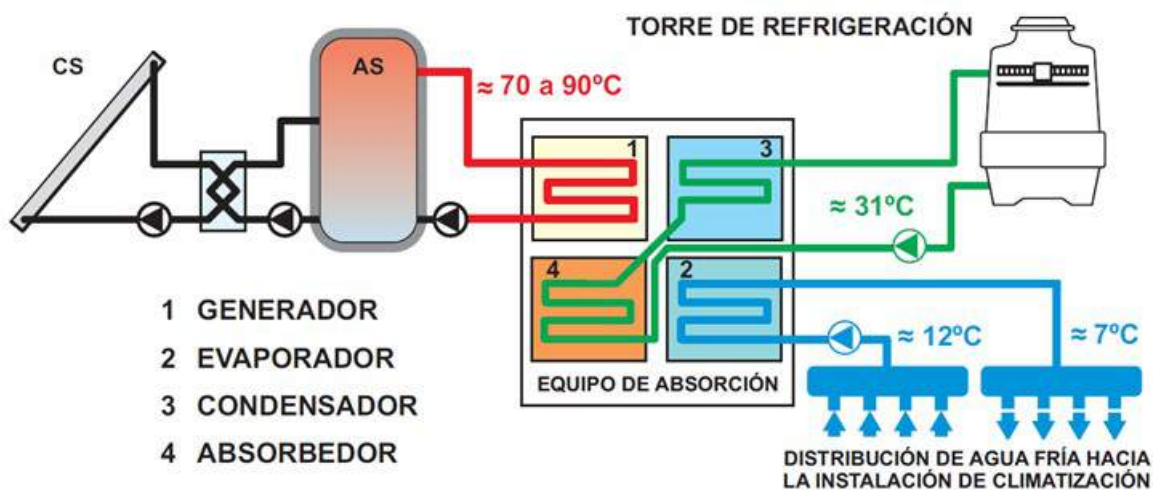 TORRE DE REFRIGERACIÓN
CS
AS
≈ 70 a 90ºC
1
3
≈ 31ºC
4
2
≈ 12ºC
≈ 7ºC
EQUIPO DE ABSORCIÓN
1 GENERADOR
2 EVAPORADOR
3 CONDENSADOR
4 ABSORBEDOR
DISTRIBUCIÓN DE AGUA FRÍA HACIA
LA INSTALACIÓN DE CLIMATIZACIÓN